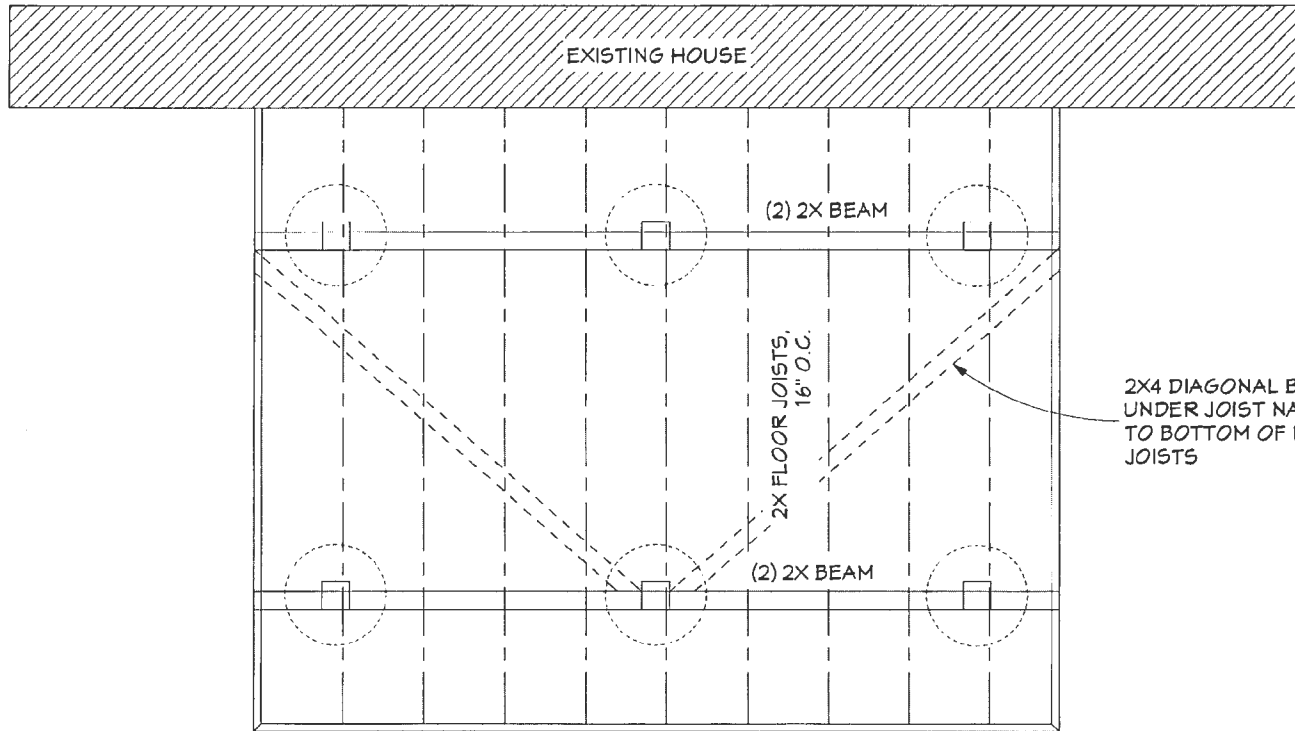 EXISTING HOUSE
(2) 2X BEAM
2X FLOOR JOISTS,
16" O.C.
2X4 DIAGONAL
UNDER JOIST
TO BOTTOM OF
JOISTS
(2) 2X BEAM